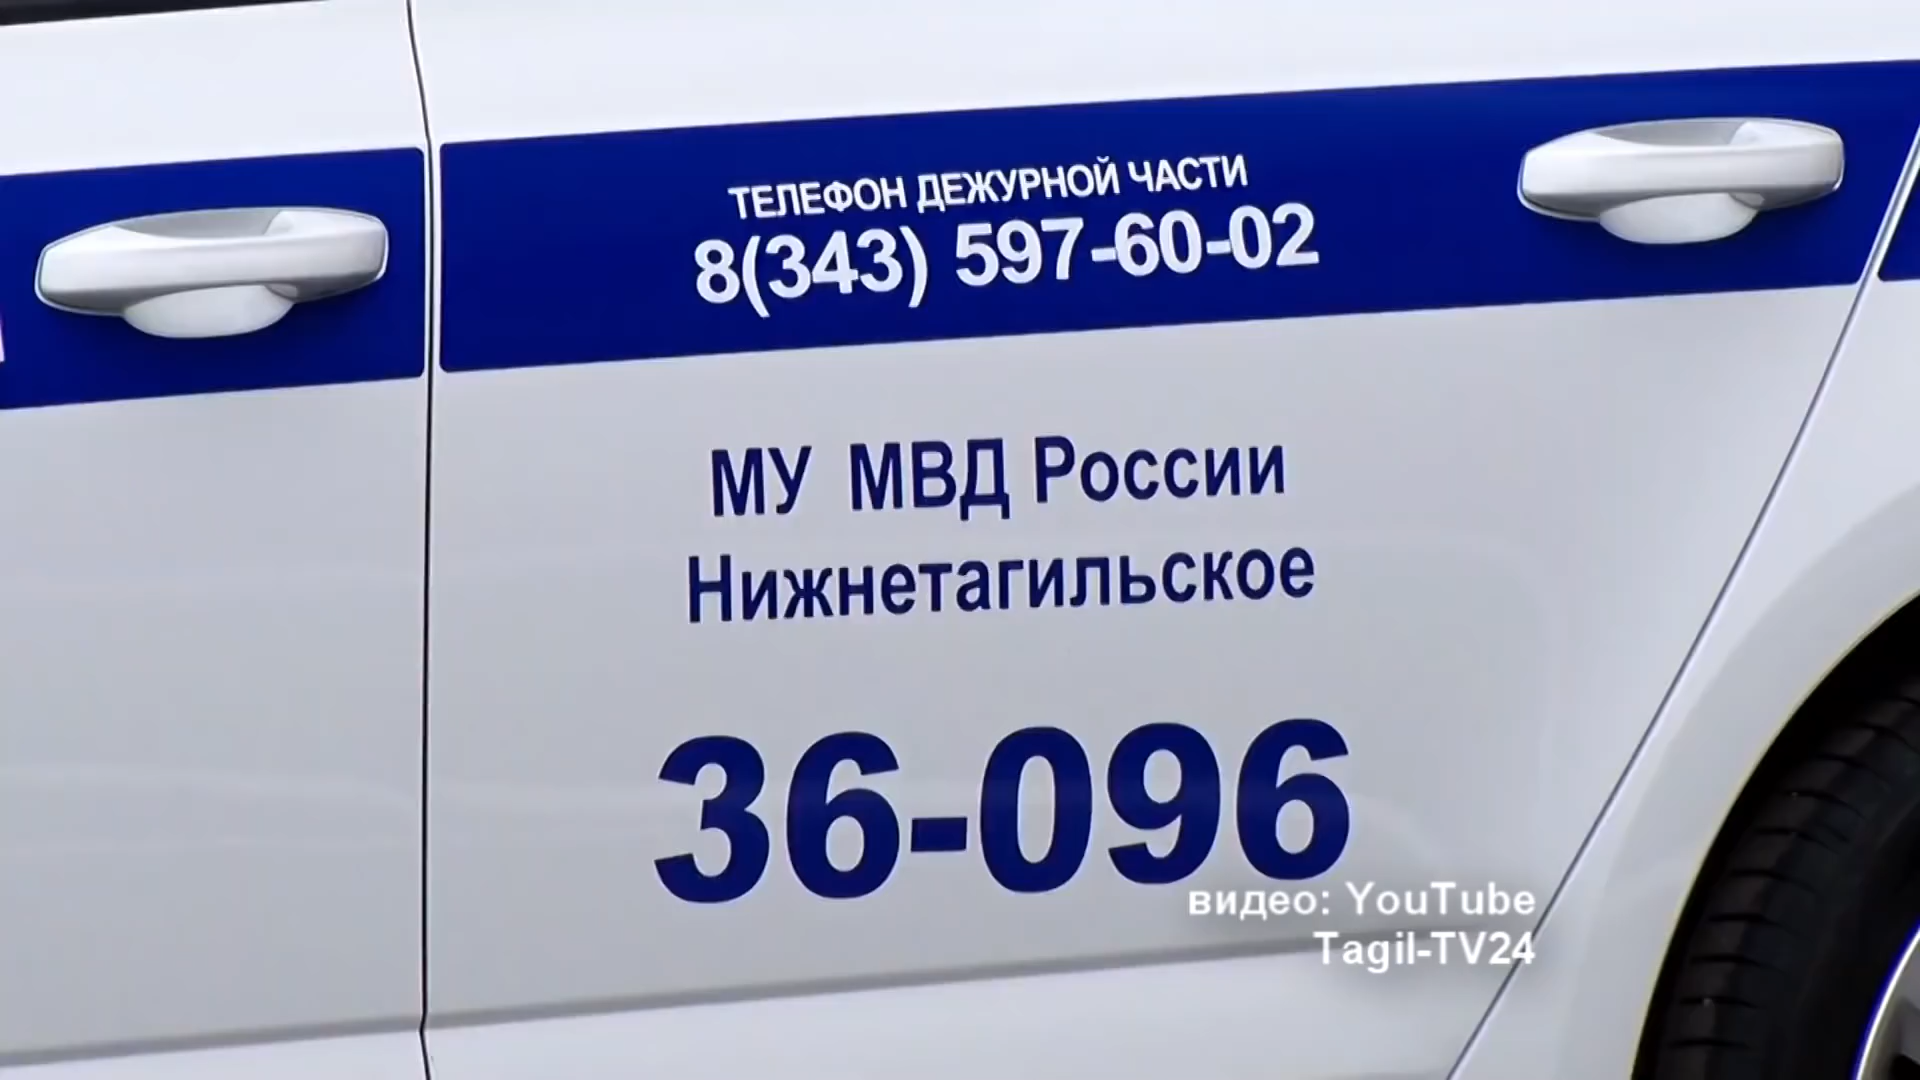 ТЕЛЕФОН ДЕЖУРНОЙ ЧАСТИ
8(343) 597-60-02
МУ МВД России
Нижнетагильское
36-096
видео: YouTube
Tagil-TV24